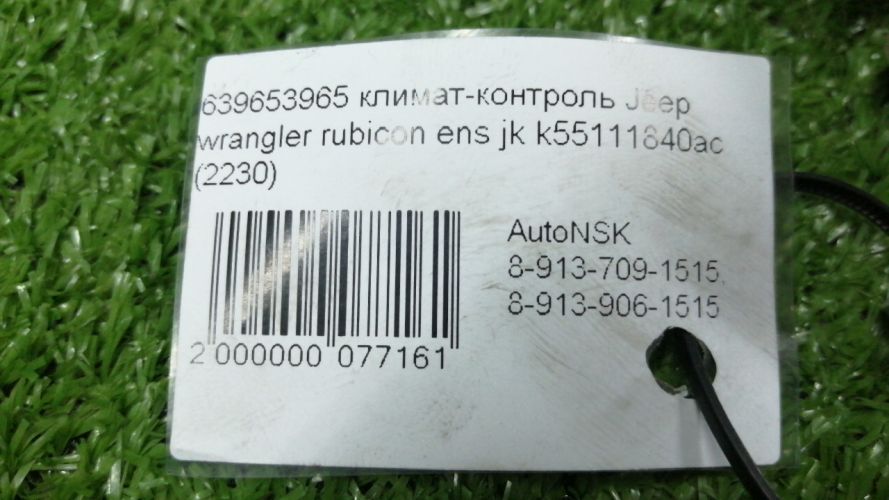 639653965 климат-контроль Jeep
wrangler rubicon ens jk k55111840ac
(2230)
AutoNSK
8-913-709-1515,
8-913-906-1515
2 000000 077161